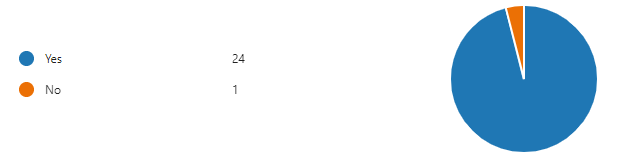 Yes 24
No 1